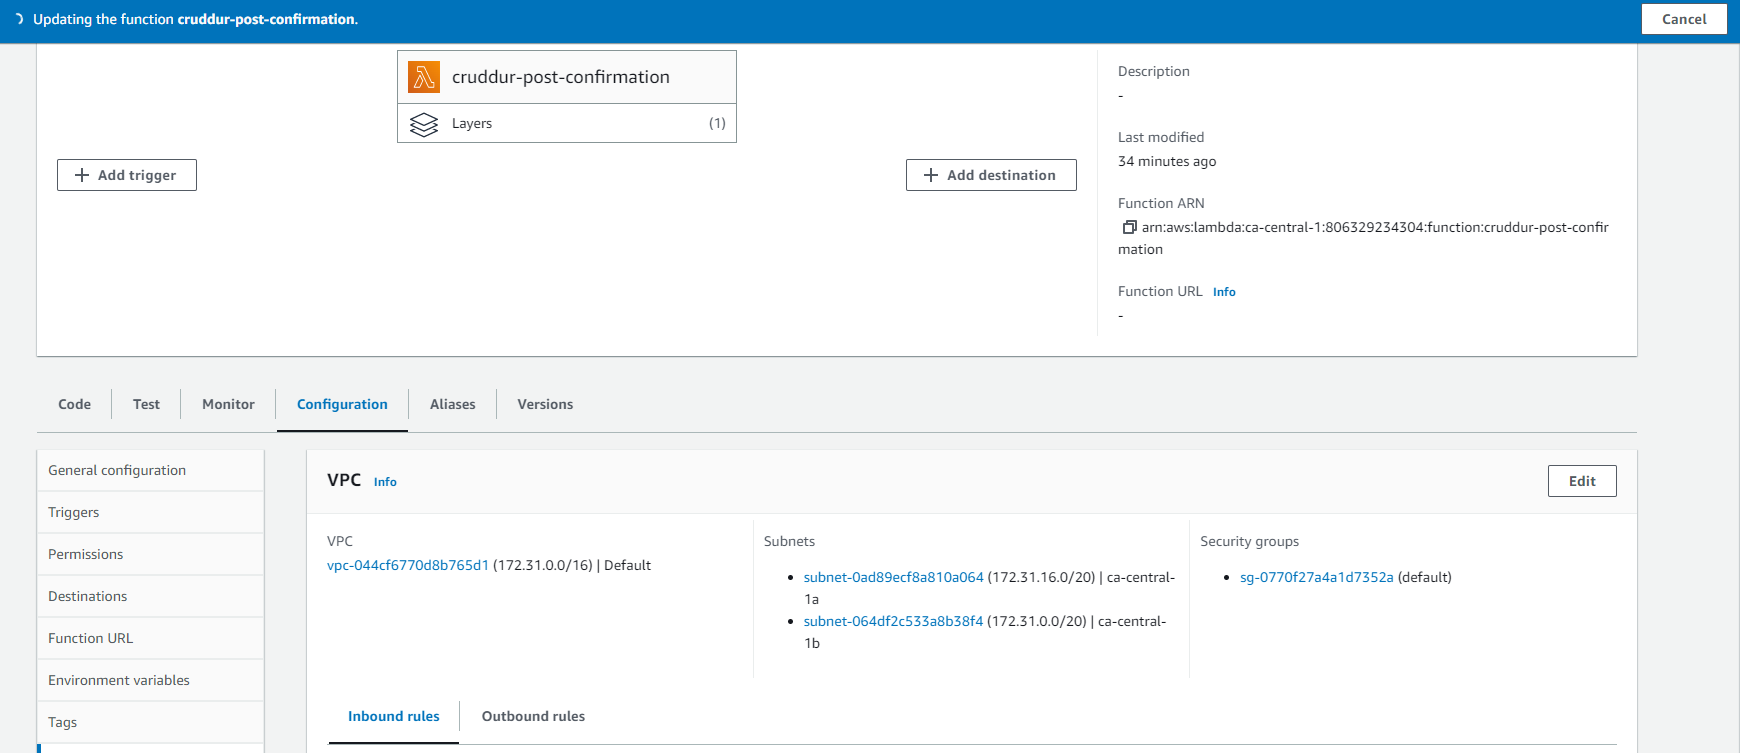 Updating the function cruddur-post-confirmation.
Cancel
cruddur-post-confirmation
Layers
(1)
Add trigger
Add destination
Description
-
Last modified
34 minutes ago
Function ARN
arn:aws:lambda:ca-central-1:806329234304:function:cruddur-post-confir
mation
Function URL Info
-
Code
Test
Monitor
Configuration
Aliases
Versions
General configuration
Triggers
Permissions
Destinations
Function URL
Environment variables
Tags
VPC Info
Edit
VPC
vpc-044cf6770d8b765d1 (172.31.0.0/16) | Default
Subnets
subnet-0ad89ecf8a810a064 (172.31.16.0/20) | ca-central-
1a
subnet-064df2c533a8b38f4 (172.31.0.0/20) | ca-central-
1b
Security groups
sg-0770f27a4a1d7352a (default)
Inbound rules
Outbound rules